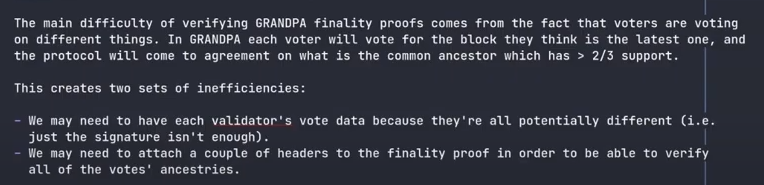 The main difficulty of verifying GRANDPA finality proofs comes from the fact that voters are voting
on different things. In GRANDPA each voter will vote for the block they think is the latest one, and
the protocol will come to agreement on what is the common ancestor which has > 2/3 support.
This creates two sets of inefficiencies:
- We may need to have each validator's vote data because they're all potentially different (i.e.
just the signature isn't enough).
- We may need to attach a couple of headers to the finality proof in order to be able to verify
all of the votes' ancestries.